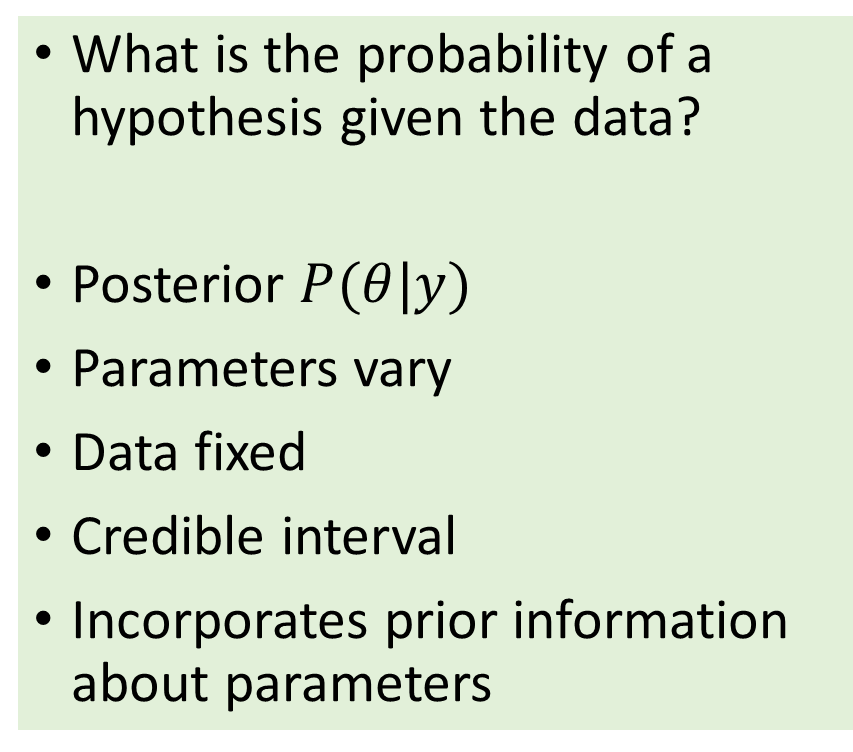 • What is the probability of a
hypothesis given the data?
• Posterior 𝑃(𝜃|𝑦)
• Parameters vary
• Data fixed
• Credible interval
• Incorporates prior information
about parameters